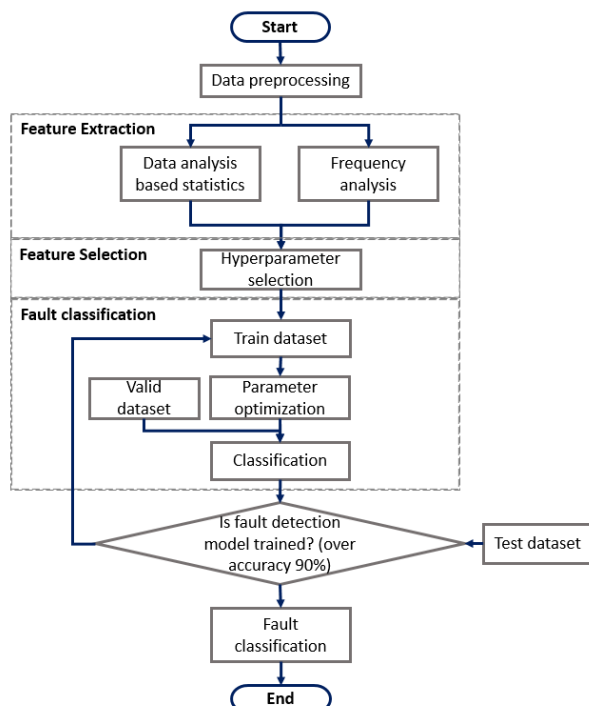 Start
Data preprocessing
Feature Extraction
Data analysis
based statistics
Frequency
analysis
Feature Selection
Hyperparameter
selection
Fault classification
Train dataset
Valid
dataset
Parameter
optimization
Classification
Is fault detection
model trained? (over
accuracy 90%)
Test dataset
Fault
classification
End